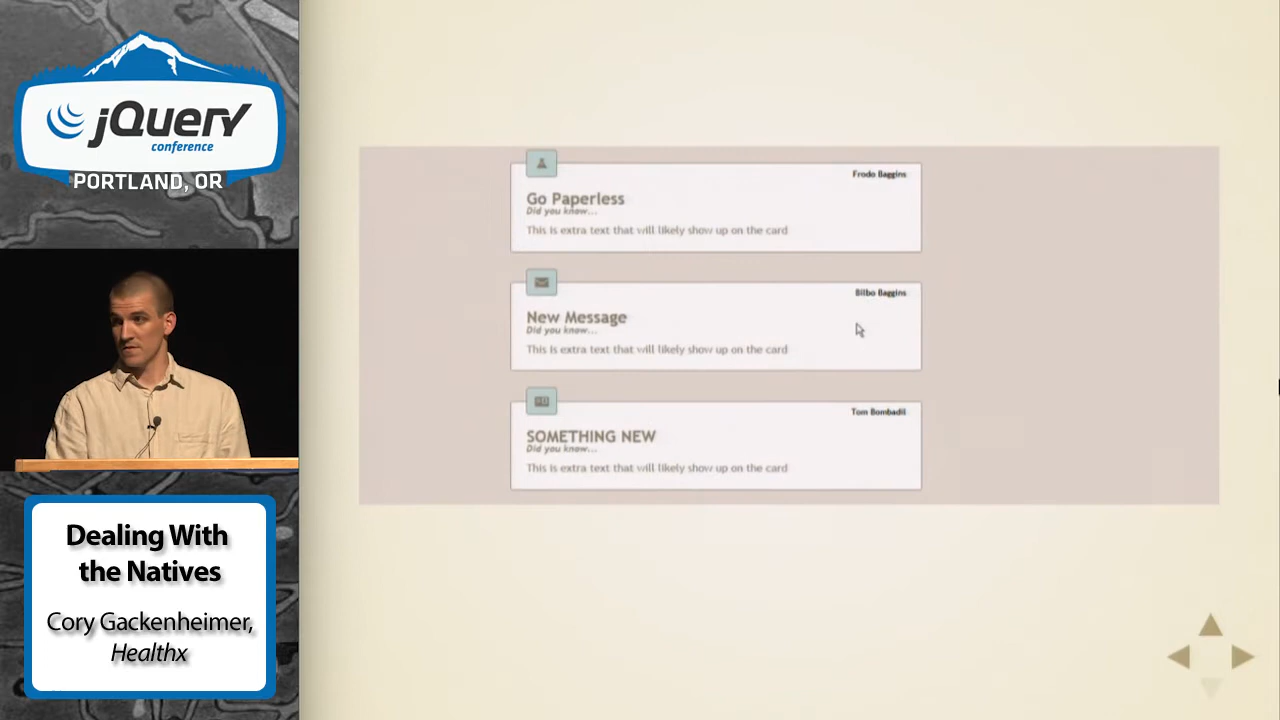 jQuery
conference
PORTLAND, OR
Dealing With
the Natives
Cory Gackenheimer,
Healthx
Frodo Baggins
Go Paperless
Did you know...
This is extra text that will likely show up on the card
Bilbo Baggins
New Message
Did you know...
This is extra text that will likely show up on the card
Tom Bombadil
SOMETHING NEW
Did you know...
This is extra text that will likely show up on the card